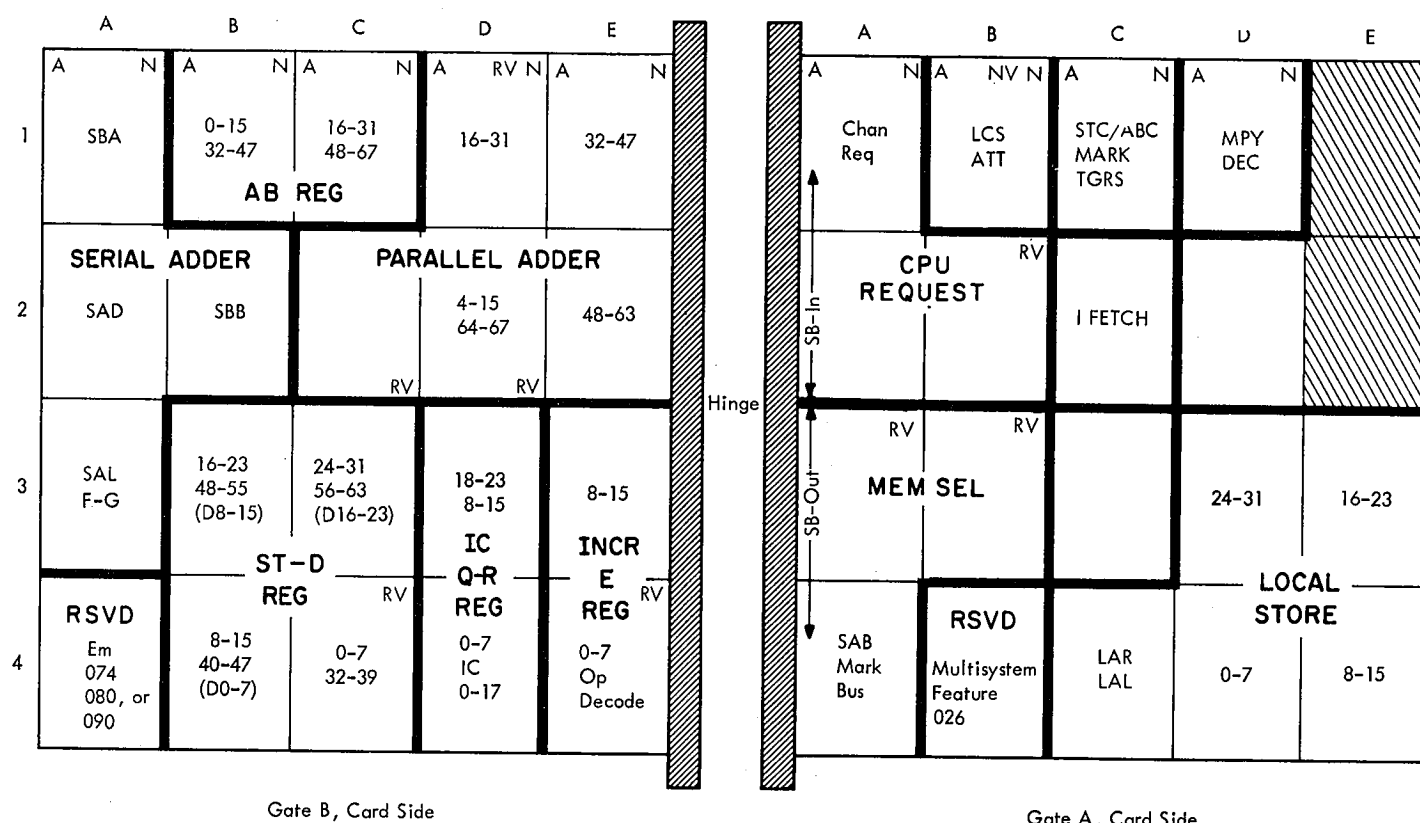 A B C D E
A B C D E
A N A N A N A RV N A N
A N A NV N A N A N
1
SBA
0-15
32-47
16-31
48-67
AB REG
16-31
32-47
Chan
Req
LCS
ATT
STC/ABC
MARK
TGRS
MPY
DEC
2
SERIAL ADDER
SAD
SBB
PARALLEL ADDER
4-15
64-67
48-63
RV
RV
SB-In
CPU
REQUEST
RV
I FETCH
Hinge
3
SAL
F-G
16-23
48-55
(D8-15)
24-31
56-63
(D16-23)
ST-D
REG
18-23
8-15
IC
Q-R
REG
8-15
INCR
E
REG
SB-Out
RV
RV
MEM SEL
24-31
16-23
LOCAL
STORE
4
RSVD
Em
074
080, or
090
8-15
40-47
(D0-7)
RV
0-7
32-39
0-7
IC
0-17
RV
0-7
Op
Decode
SAB
Mark
Bus
RSVD
Multisystem
Feature
026
LAR
LAL
0-7
8-15
Gate B, Card Side
Gate A, Card Side